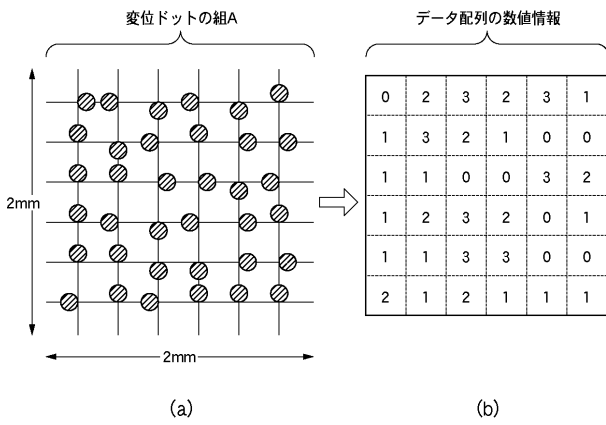 変位ドットの組A
データ配列の数値情報
2mm
2mm
0 2 3 2 3 1
1 3 2 1 0 0
1 1 0 0 3 2
1 2 3 2 0 1
1 1 3 3 0 0
2 1 2 1 1 1
(a)
(b)